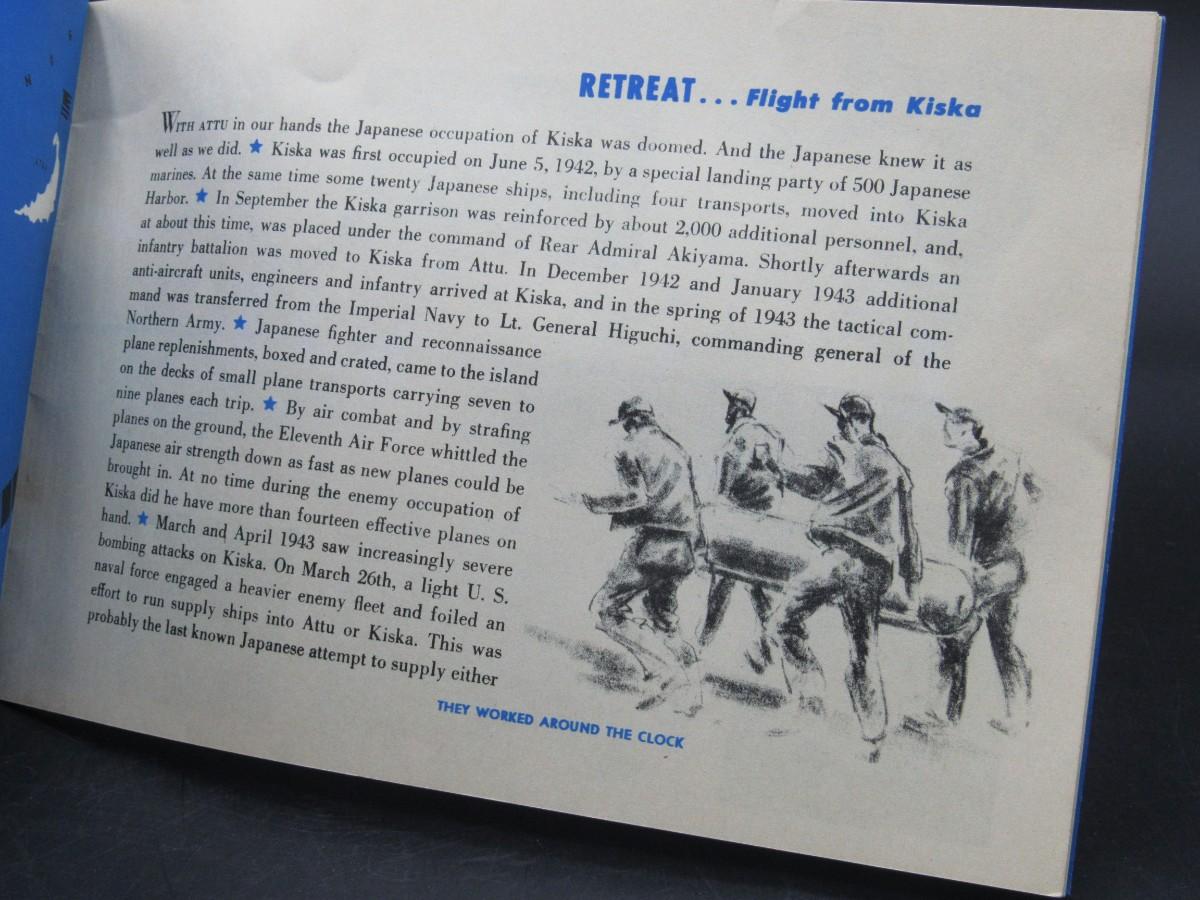 RETREAT... Flight from Kiska
WITH ATTU in our hands the Japanese occupation of Kiska was doomed. And the Japanese knew it as
well as we did. ★ Kiska was first occupied on June 5, 1942, by a special landing party of 500 Japanese
marines. At the same time some twenty Japanese ships, including four transports, moved into Kiska
Harbor. ★ In September the Kiska garrison was reinforced by about 2,000 additional personnel, and,
at about this time, was placed under the command of Rear Admiral Akiyama. Shortly afterwards an
infantry battalion was moved to Kiska from Attu. In December 1942 and January 1943 additional
anti-aircraft units, engineers and infantry arrived at Kiska, and in the spring of 1943 the tactical com-
mand was transferred from the Imperial Navy to Lt. General Higuchi, commanding general of the
Northern Army. ★ Japanese fighter and reconnaissance
plane replenishments, boxed and crated, came to the island
on the decks of small plane transports carrying seven to
nine planes each trip. ★ By air combat and by strafing
planes on the ground, the Eleventh Air Force whittled the
Japanese air strength down as fast as new planes could be
brought in. At no time during the enemy occupation of
Kiska did he have more than fourteen effective planes on
hand. ★ March and April 1943 saw increasingly severe
bombing attacks on Kiska. On March 26th, a light U. S.
naval force engaged a heavier enemy fleet and foiled an
effort to run supply ships into Attu or Kiska. This was
probably the last known Japanese attempt to supply either
THEY WORKED AROUND THE CLOCK